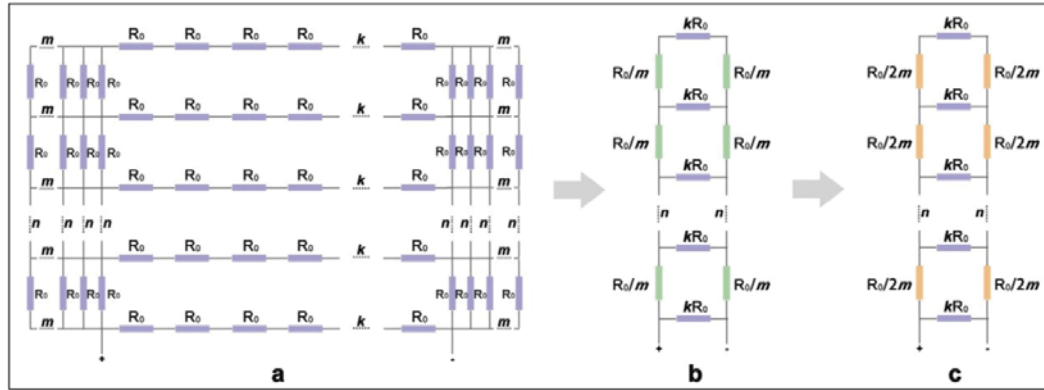 m R₀ R₀ R₀ R₀ k R₀ m
R₀ R₀ R₀ R₀ R₀ R₀ R₀ R₀
m R₀ R₀ R₀ R₀ k R₀ m
R₀ R₀ R₀ R₀ R₀ R₀ R₀ R₀
m R₀ R₀ R₀ R₀ k R₀ m
n n n n n n n n
m R₀ R₀ R₀ R₀ k R₀ m
R₀ R₀ R₀ R₀ R₀ R₀ R₀ R₀
m R₀ R₀ R₀ R₀ k R₀ m
+ -
a
kR₀
R₀/m R₀/m
kR₀
R₀/m R₀/m
kR₀
n n
kR₀
R₀/m R₀/m
kR₀
+ -
b
kR₀
R₀/2m R₀/2m
kR₀
R₀/2m R₀/2m
kR₀
n n
kR₀
R₀/2m R₀/2m
kR₀
+ -
c